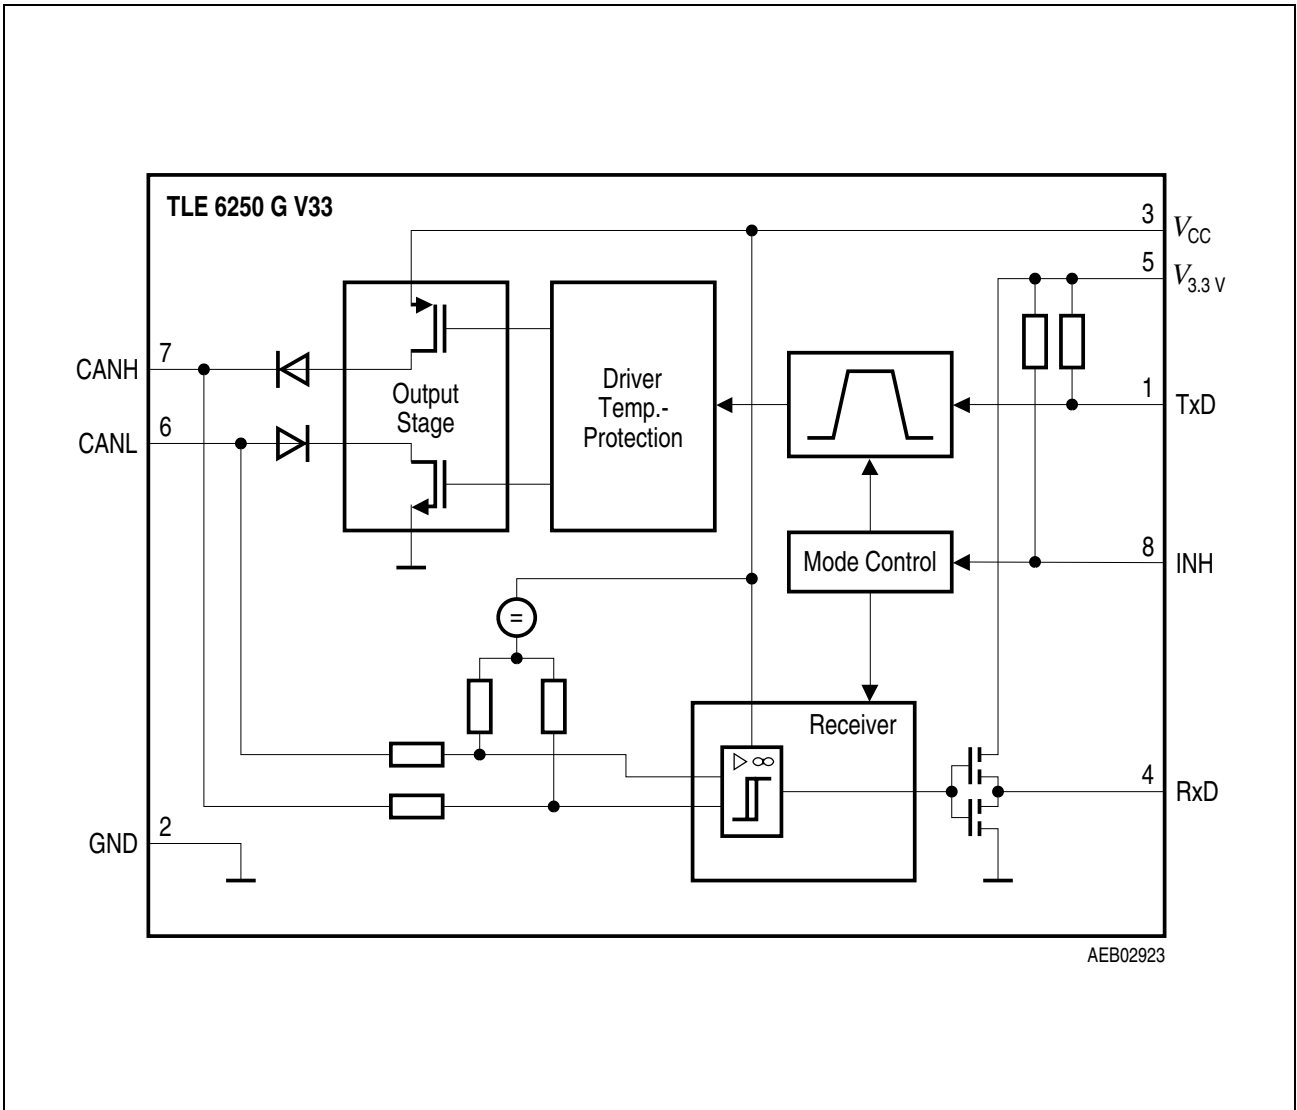 TLE 6250 G V33
3
VCC
5
V3.3 V
7
CANH
6
CANL
Output
Stage
Driver
Temp.-
Protection
1
TxD
Mode Control
8
INH
=
Receiver
▷ ∞
4
RxD
2
GND
AEB02923